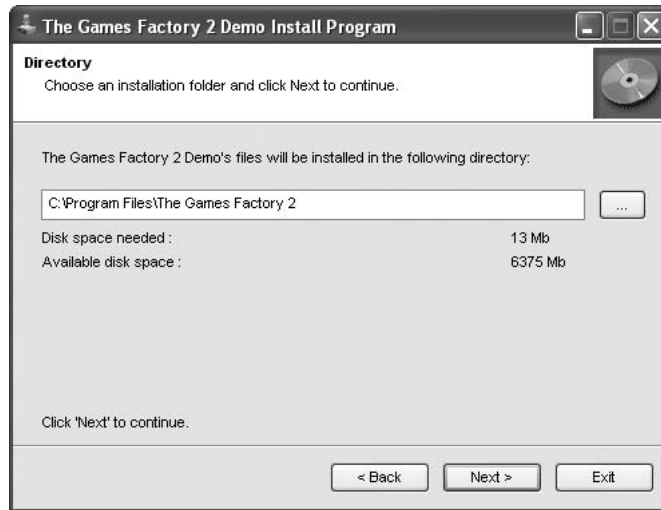 The Games Factory 2 Demo Install Program
Directory
Choose an installation folder and click Next to continue.
The Games Factory 2 Demo's files will be installed in the following directory:
C:\Program Files\The Games Factory 2
...
Disk space needed : 13 Mb
Available disk space : 6375 Mb
Click 'Next' to continue.
< Back Next > Exit